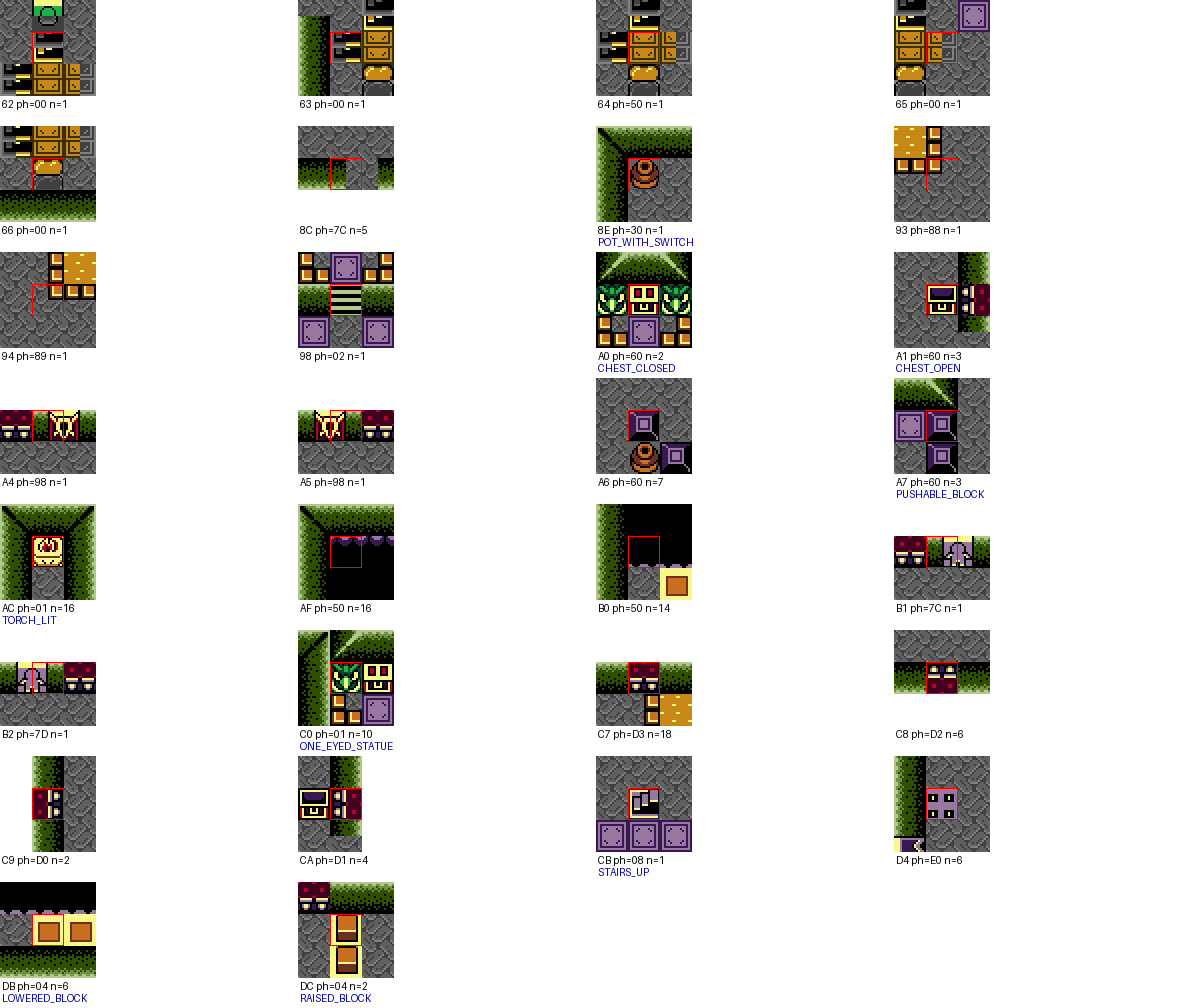 62 ph=00 n=1
63 ph=00 n=1
64 ph=50 n=1
65 ph=00 n=1
66 ph=00 n=1
8C ph=7C n=5
8E ph=30 n=1
POT_WITH_SWITCH
93 ph=88 n=1
94 ph=89 n=1
98 ph=02 n=1
A0 ph=60 n=2
CHEST_CLOSED
A1 ph=60 n=3
CHEST_OPEN
A4 ph=98 n=1
A5 ph=98 n=1
A6 ph=60 n=7
A7 ph=60 n=3
PUSHABLE_BLOCK
AC ph=01 n=16
TORCH_LIT
AF ph=50 n=16
B0 ph=50 n=14
B1 ph=7C n=1
B2 ph=7D n=1
C0 ph=01 n=10
ONE_EYED_STATUE
C7 ph=D3 n=18
C8 ph=D2 n=6
C9 ph=D0 n=2
CA ph=D1 n=4
CB ph=08 n=1
STAIRS_UP
D4 ph=E0 n=6
DB ph=04 n=6
LOWERED_BLOCK
DC ph=04 n=2
RAISED_BLOCK